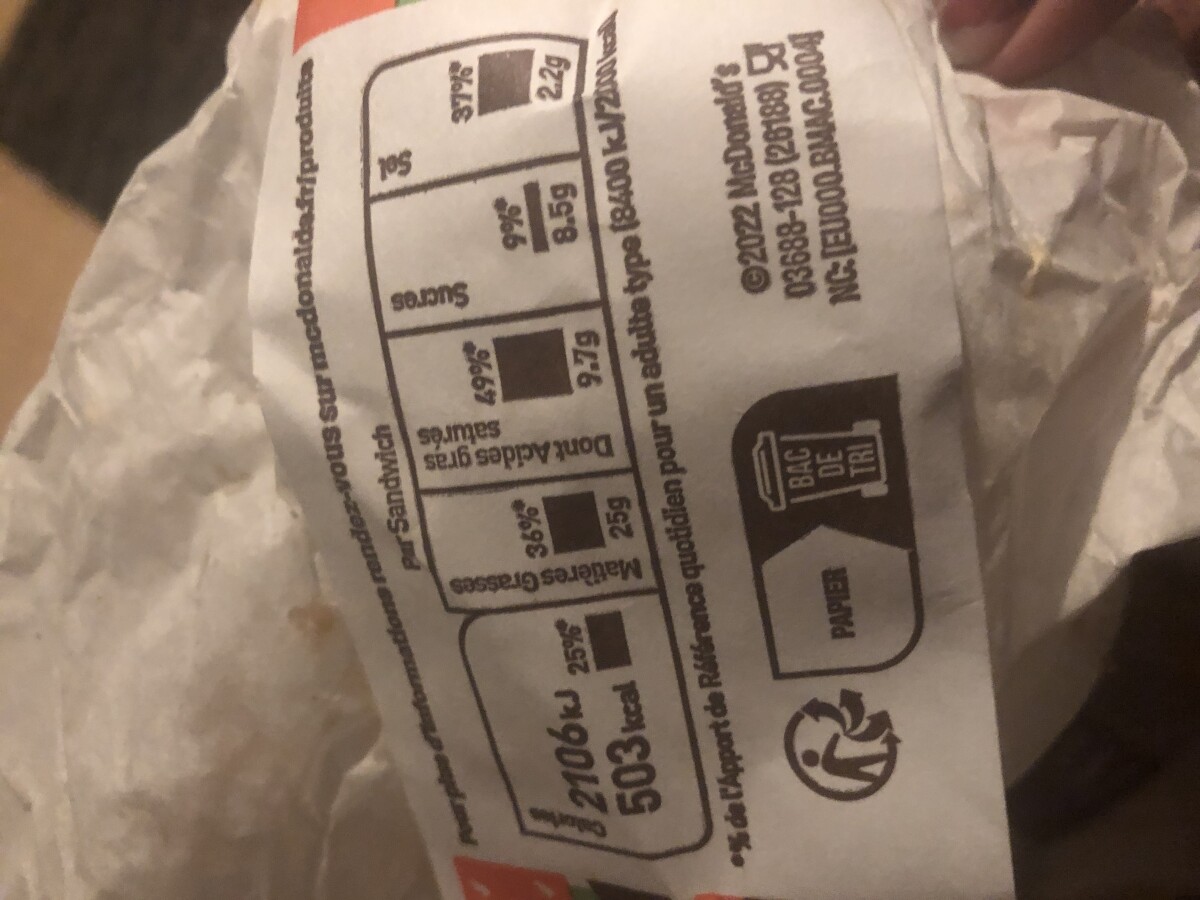 Pour plus d'informations rendez-vous sur mcdonalds.fr/produits
par Sandwich
2106 kJ
503 kcal
25%*
Matières Grasses
36%*
25g
Dont Acides gras
saturés
49%*
9.7g
Sucres
9%*
8.5g
Sel
37%*
2.2g
*% de l'Apport de Référence quotidien pour un adulte type (8400 kJ/2000 kcal)
PAPIER
BAC
DE
TRI
©2022 McDonald's
03688-128 (26188)
NC: [EU000.BMAC.0004]